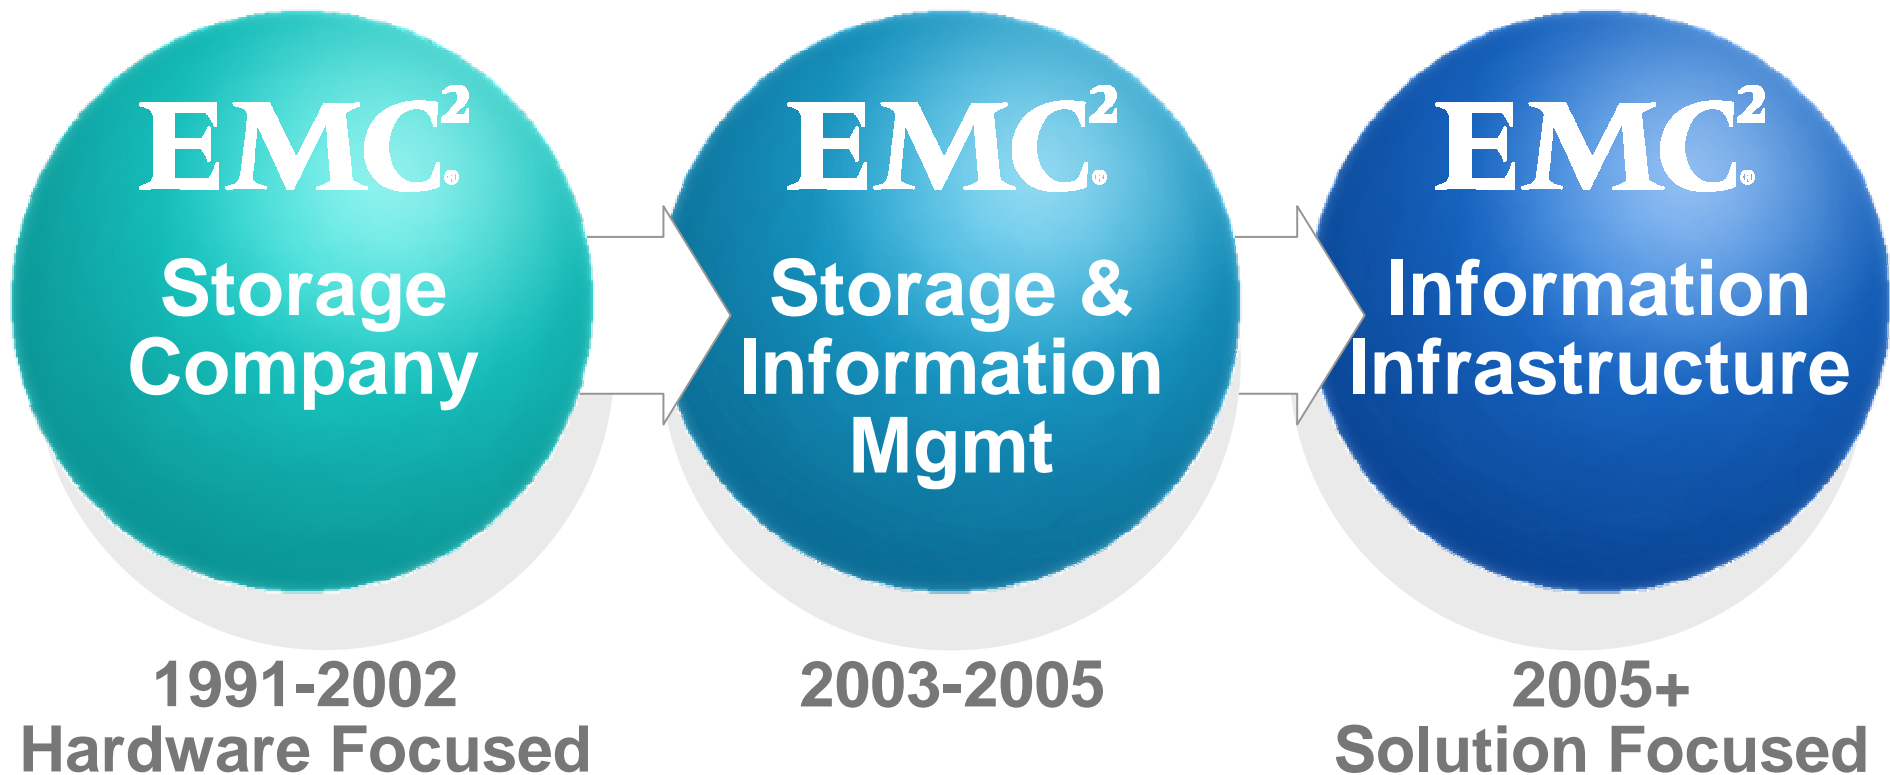 EMC²®
Storage
Company
1991-2002
Hardware Focused
EMC²®
Storage &
Information
Mgmt
2003-2005
EMC²®
Information
Infrastructure
2005+
Solution Focused